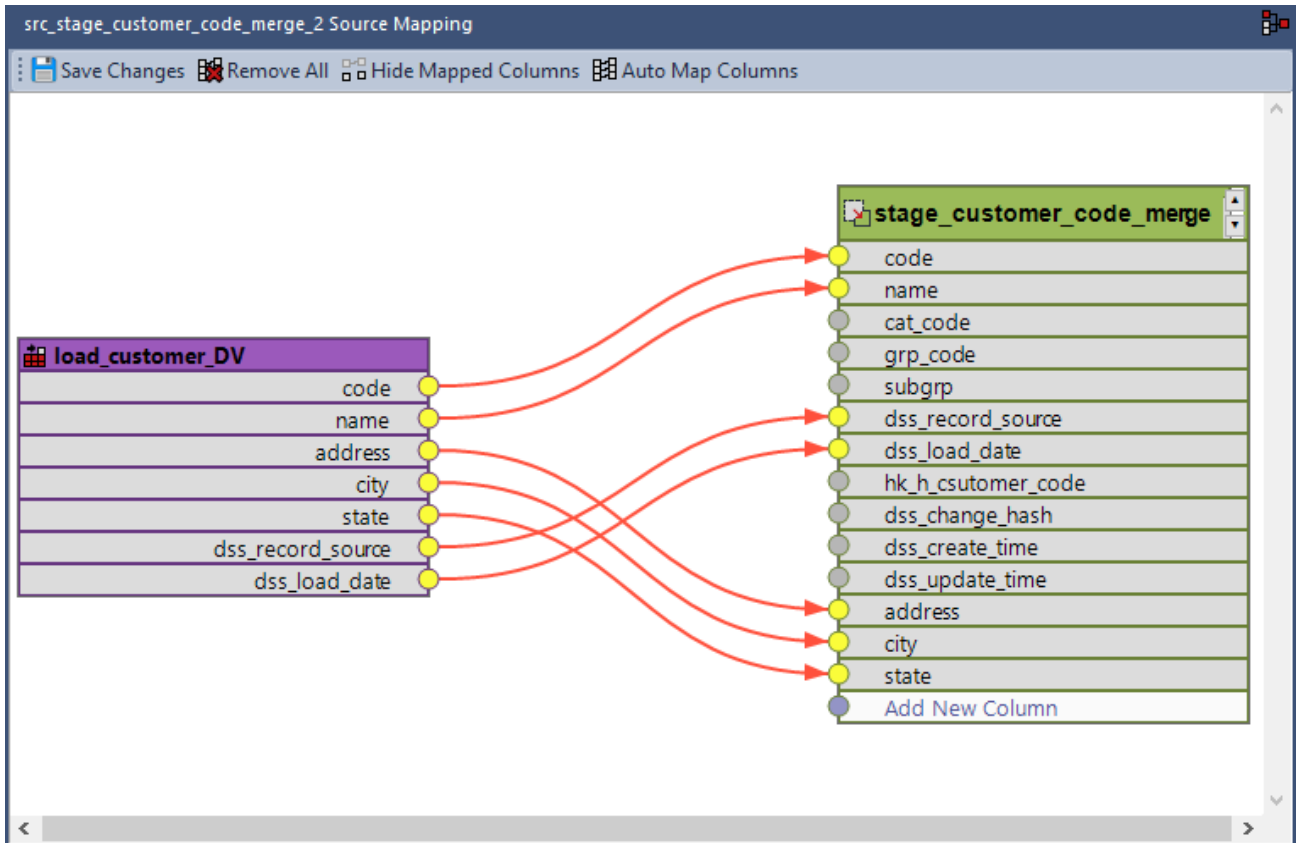 src_stage_customer_code_merge_2 Source Mapping
Save Changes Remove All Hide Mapped Columns Auto Map Columns
load_customer_DV
code
name
address
city
state
dss_record_source
dss_load_date
stage_customer_code_merge
code
name
cat_code
grp_code
subgrp
dss_record_source
dss_load_date
hk_h_csutomer_code
dss_change_hash
dss_create_time
dss_update_time
address
city
state
Add New Column